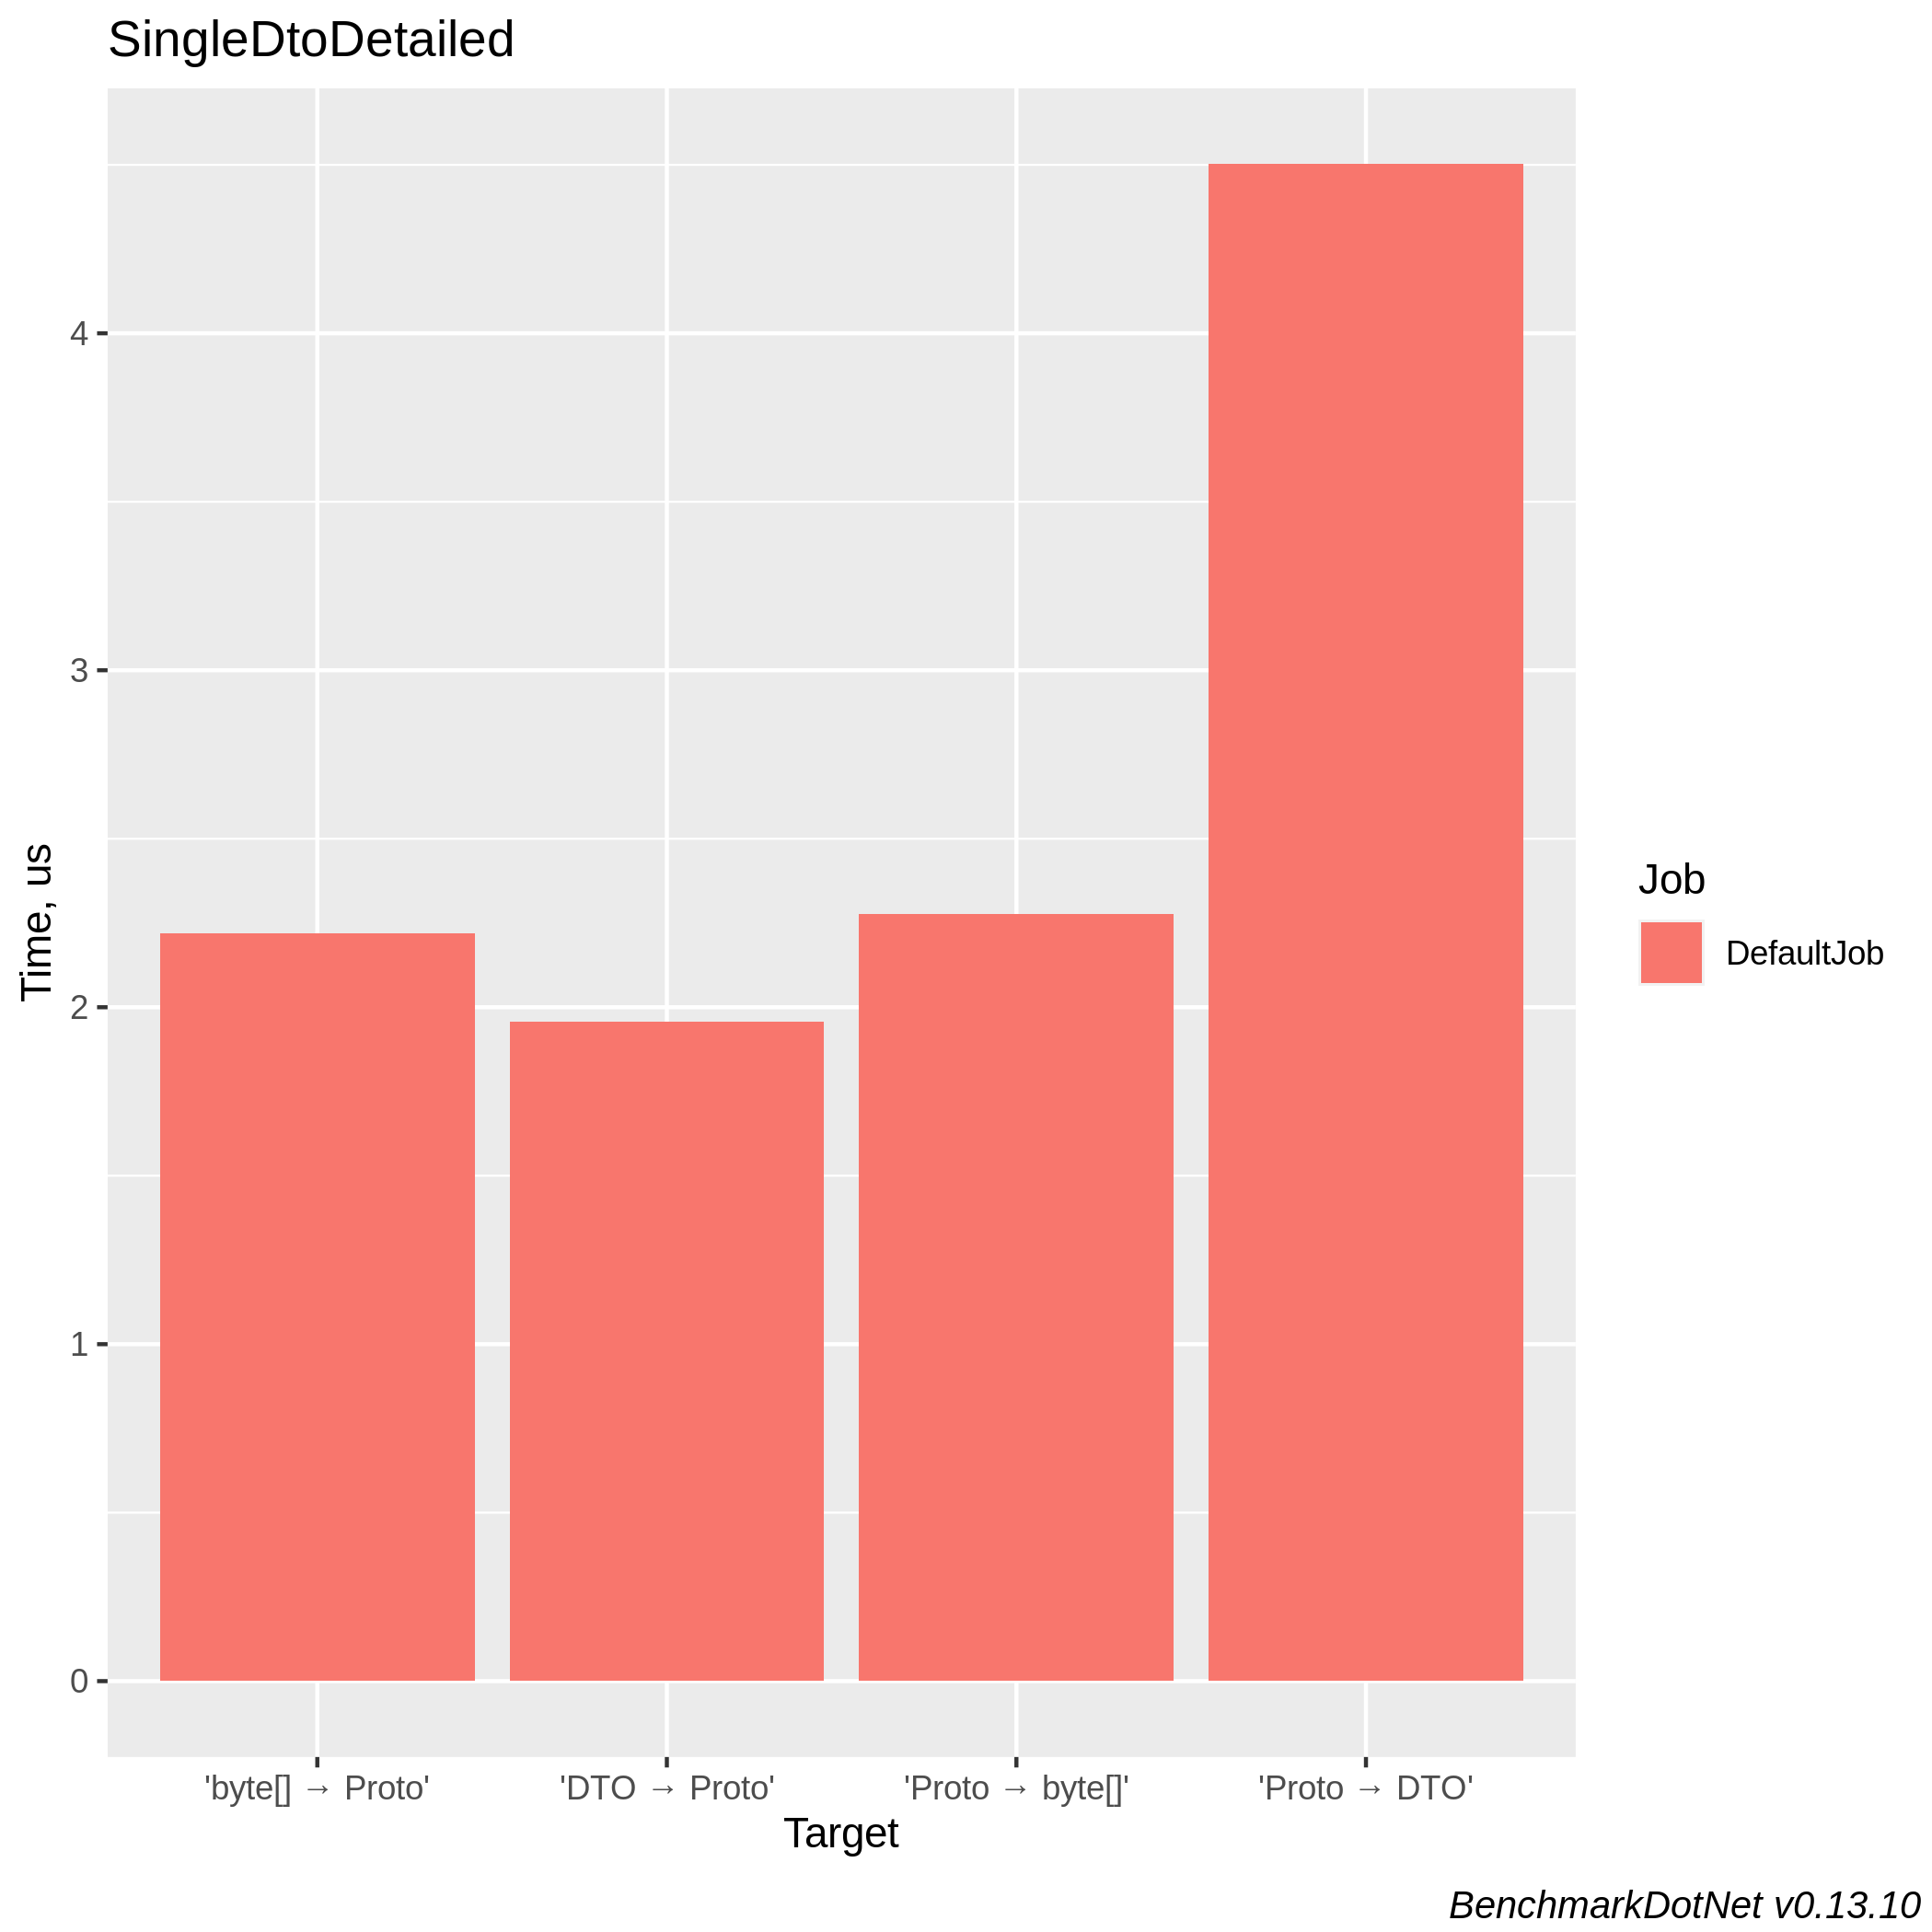 SingleDtoDetailed
Time, us
4
3
2
1
0
'byte[] → Proto' 'DTO → Proto' 'Proto → byte[]' 'Proto → DTO'
Target
Job
DefaultJob
BenchmarkDotNet v0.13.10